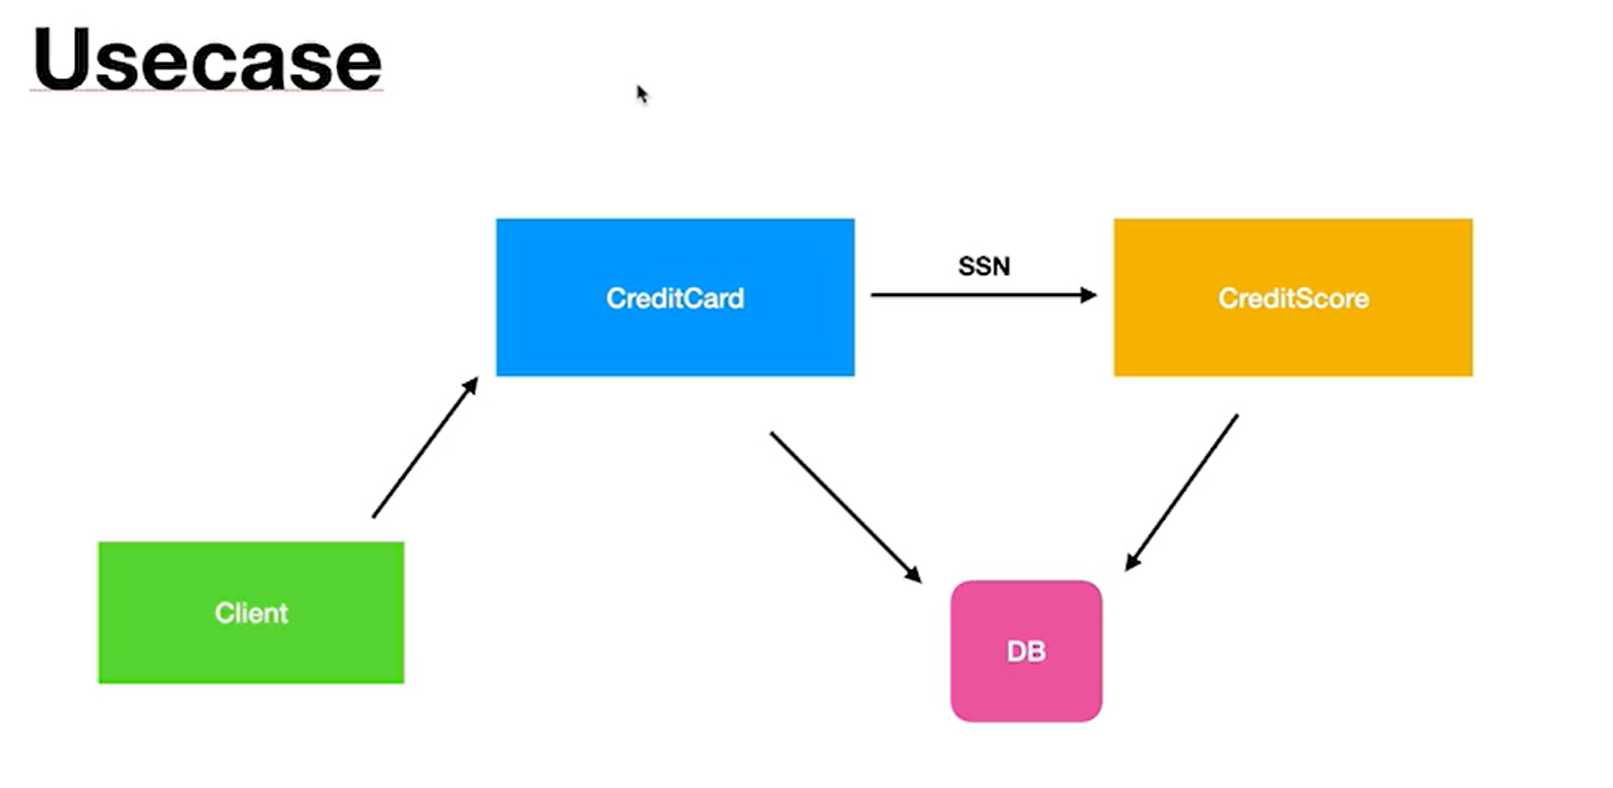 Usecase
SSN
CreditCard
CreditScore
Client
DB